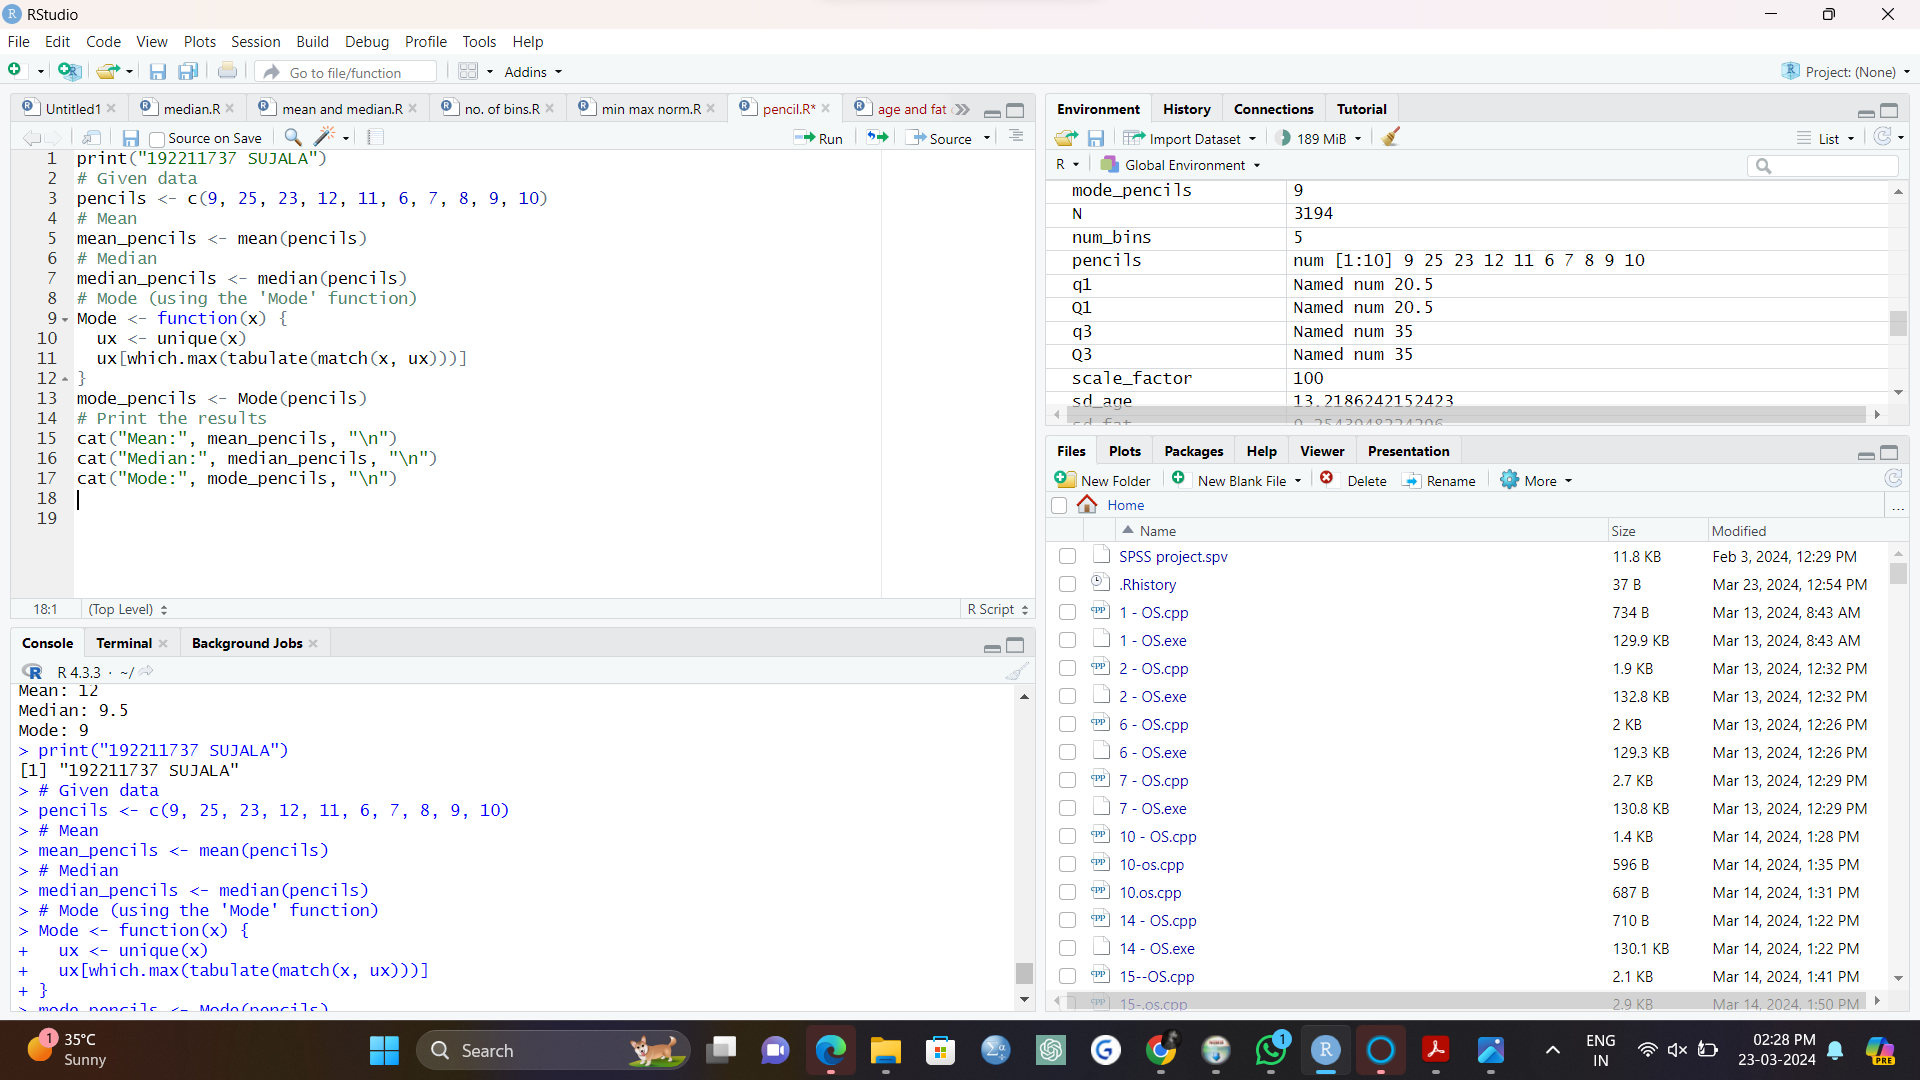 RStudio
File Edit Code View Plots Session Build Debug Profile Tools Help
Go to file/function Addins Project: (None)
Untitled1 median.R mean and median.R no. of bins.R min max norm.R pencil.R* age and fat
Source on Save Run Source
1 print("192211737 SUJALA")
2 # Given data
3 pencils <- c(9, 25, 23, 12, 11, 6, 7, 8, 9, 10)
4 # Mean
5 mean_pencils <- mean(pencils)
6 # Median
7 median_pencils <- median(pencils)
8 # Mode (using the 'Mode' function)
9 Mode <- function(x) {
10 ux <- unique(x)
11 ux[which.max(tabulate(match(x, ux)))]
12 }
13 mode_pencils <- Mode(pencils)
14 # Print the results
15 cat("Mean:", mean_pencils, "\n")
16 cat("Median:", median_pencils, "\n")
17 cat("Mode:", mode_pencils, "\n")
18
19
18:1 (Top Level) R Script
Console Terminal Background Jobs
R 4.3.3 · ~/
Mean: 12
Median: 9.5
Mode: 9
> print("192211737 SUJALA")
[1] "192211737 SUJALA"
> # Given data
> pencils <- c(9, 25, 23, 12, 11, 6, 7, 8, 9, 10)
> # Mean
> mean_pencils <- mean(pencils)
> # Median
> median_pencils <- median(pencils)
> # Mode (using the 'Mode' function)
> Mode <- function(x) {
+ ux <- unique(x)
+ ux[which.max(tabulate(match(x, ux)))]
+ }
> mode_pencils <- Mode(pencils)
Environment History Connections Tutorial
Import Dataset 189 MiB List
R Global Environment
mode_pencils 9
N 3194
num_bins 5
pencils num [1:10] 9 25 23 12 11 6 7 8 9 10
q1 Named num 20.5
Q1 Named num 20.5
q3 Named num 35
Q3 Named num 35
scale_factor 100
sd_age 13.2186242152423
sd_fat 9.2543948224206
Files Plots Packages Help Viewer Presentation
New Folder New Blank File Delete Rename More
Home ...
Name Size Modified
SPSS project.spv 11.8 KB Feb 3, 2024, 12:29 PM
.Rhistory 37 B Mar 23, 2024, 12:54 PM
1 - OS.cpp 734 B Mar 13, 2024, 8:43 AM
1 - OS.exe 129.9 KB Mar 13, 2024, 8:43 AM
2 - OS.cpp 1.9 KB Mar 13, 2024, 12:32 PM
2 - OS.exe 132.8 KB Mar 13, 2024, 12:32 PM
6 - OS.cpp 2 KB Mar 13, 2024, 12:26 PM
6 - OS.exe 129.3 KB Mar 13, 2024, 12:26 PM
7 - OS.cpp 2.7 KB Mar 13, 2024, 12:29 PM
7 - OS.exe 130.8 KB Mar 13, 2024, 12:29 PM
10 - OS.cpp 1.4 KB Mar 14, 2024, 1:28 PM
10-os.cpp 596 B Mar 14, 2024, 1:35 PM
10.os.cpp 687 B Mar 14, 2024, 1:31 PM
14 - OS.cpp 710 B Mar 14, 2024, 1:22 PM
14 - OS.exe 130.1 KB Mar 14, 2024, 1:22 PM
15--OS.cpp 2.1 KB Mar 14, 2024, 1:41 PM
15-.os.cpp 2.9 KB Mar 14, 2024, 1:50 PM
1 35°C
Sunny
Search
1
ENG
IN
02:28 PM
23-03-2024
PRE